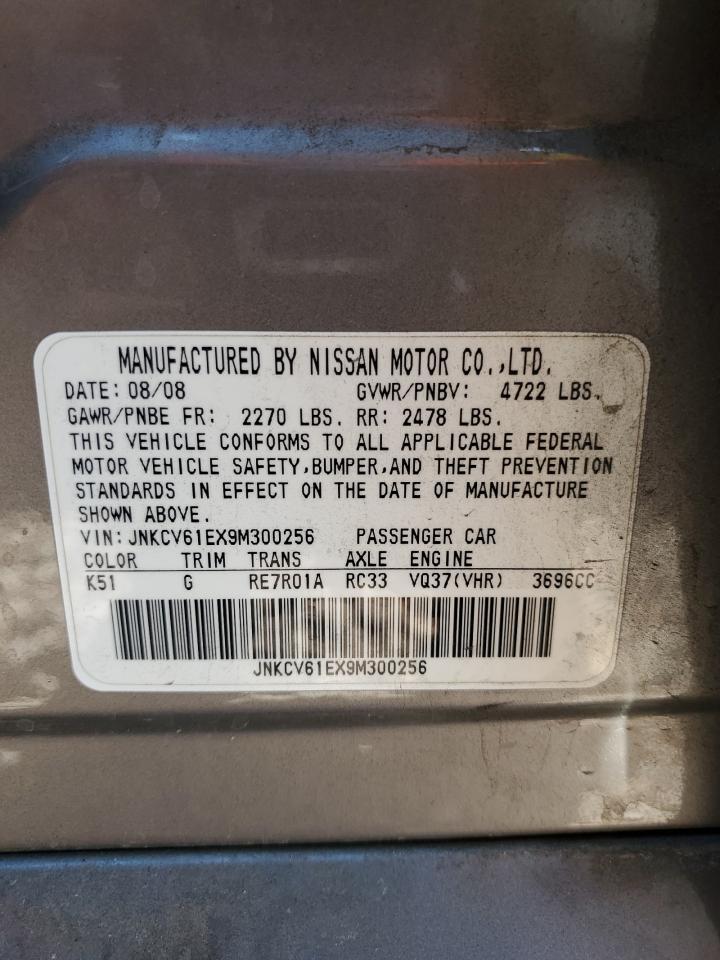 MANUFACTURED BY NISSAN MOTOR CO.,LTD.
DATE: 08/08 GVWR/PNBV: 4722 LBS.
GAWR/PNBE FR: 2270 LBS. RR: 2478 LBS.
THIS VEHICLE CONFORMS TO ALL APPLICABLE FEDERAL
MOTOR VEHICLE SAFETY,BUMPER,AND THEFT PREVENTION
STANDARDS IN EFFECT ON THE DATE OF MANUFACTURE
SHOWN ABOVE.
VIN: JNKCV61EX9M300256 PASSENGER CAR
COLOR TRIM TRANS AXLE ENGINE
K51 G RE7R01A RC33 VQ37(VHR) 3696CC
JNKCV61EX9M300256